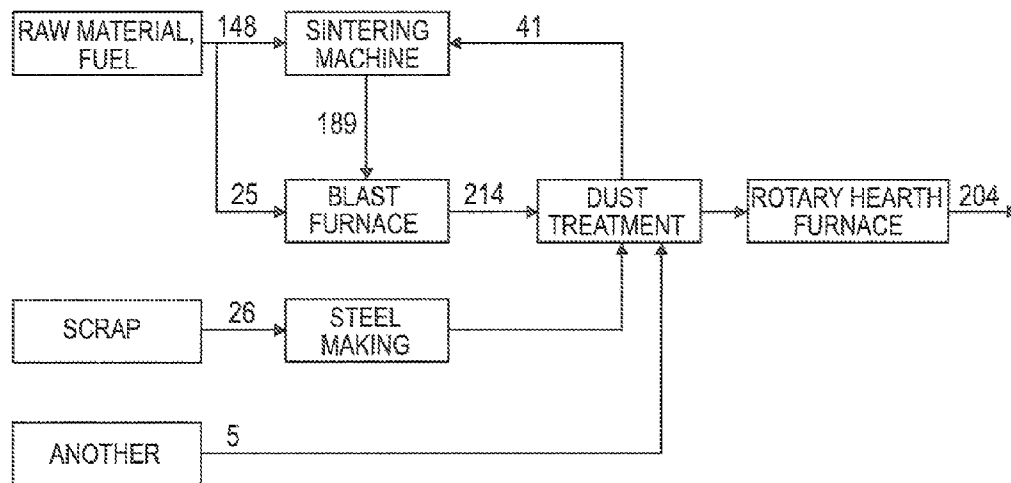 RAW MATERIAL,
FUEL
148
SINTERING
MACHINE
41
189
25
BLAST
FURNACE
214
DUST
TREATMENT
ROTARY HEARTH
FURNACE
204
SCRAP
26
STEEL
MAKING
ANOTHER
5